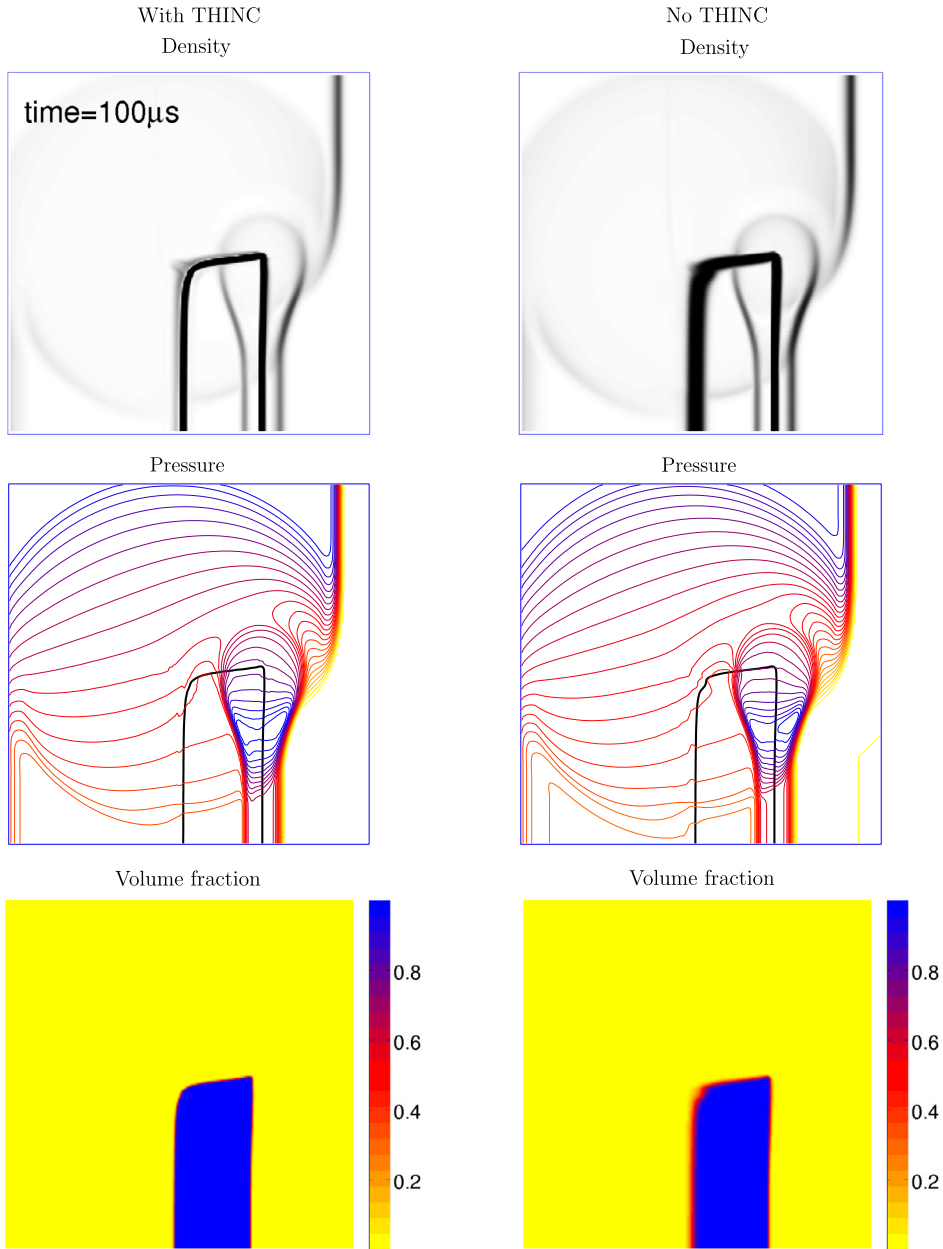 With THINC
No THINC
Density
Density
time=100μs
Pressure
Pressure
Volume fraction
Volume fraction
0.8
0.6
0.4
0.2
0.8
0.6
0.4
0.2